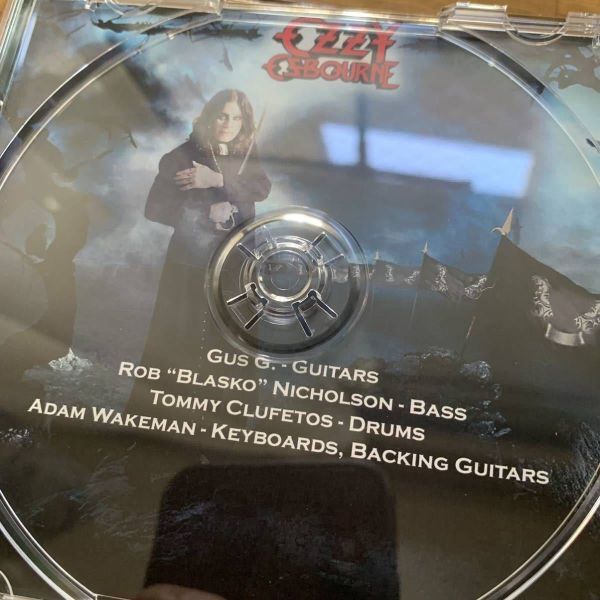 OZZY
OSBOURNE
GUS G. - GUITARS
ROB “BLASKO” NICHOLSON - BASS
TOMMY CLUFETOS - DRUMS
ADAM WAKEMAN - KEYBOARDS, BACKING GUITARS